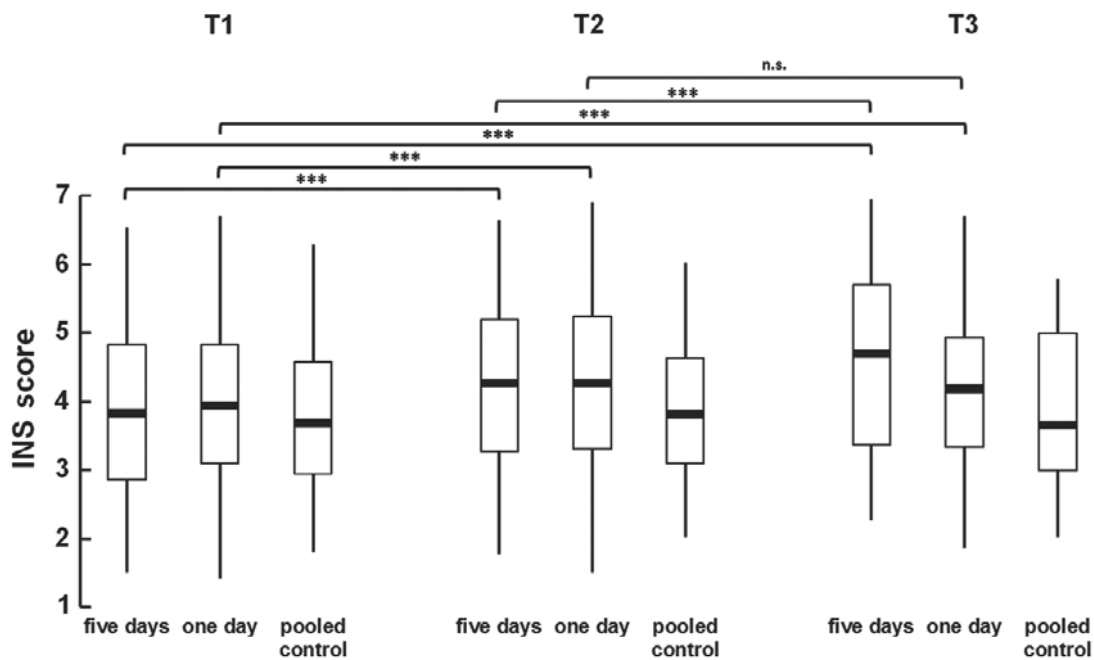 T1 T2 T3
n.s.
***
***
***
***
***
7
6
5
4
3
2
1
INS score
five days one day pooled control
five days one day pooled control
five days one day pooled control